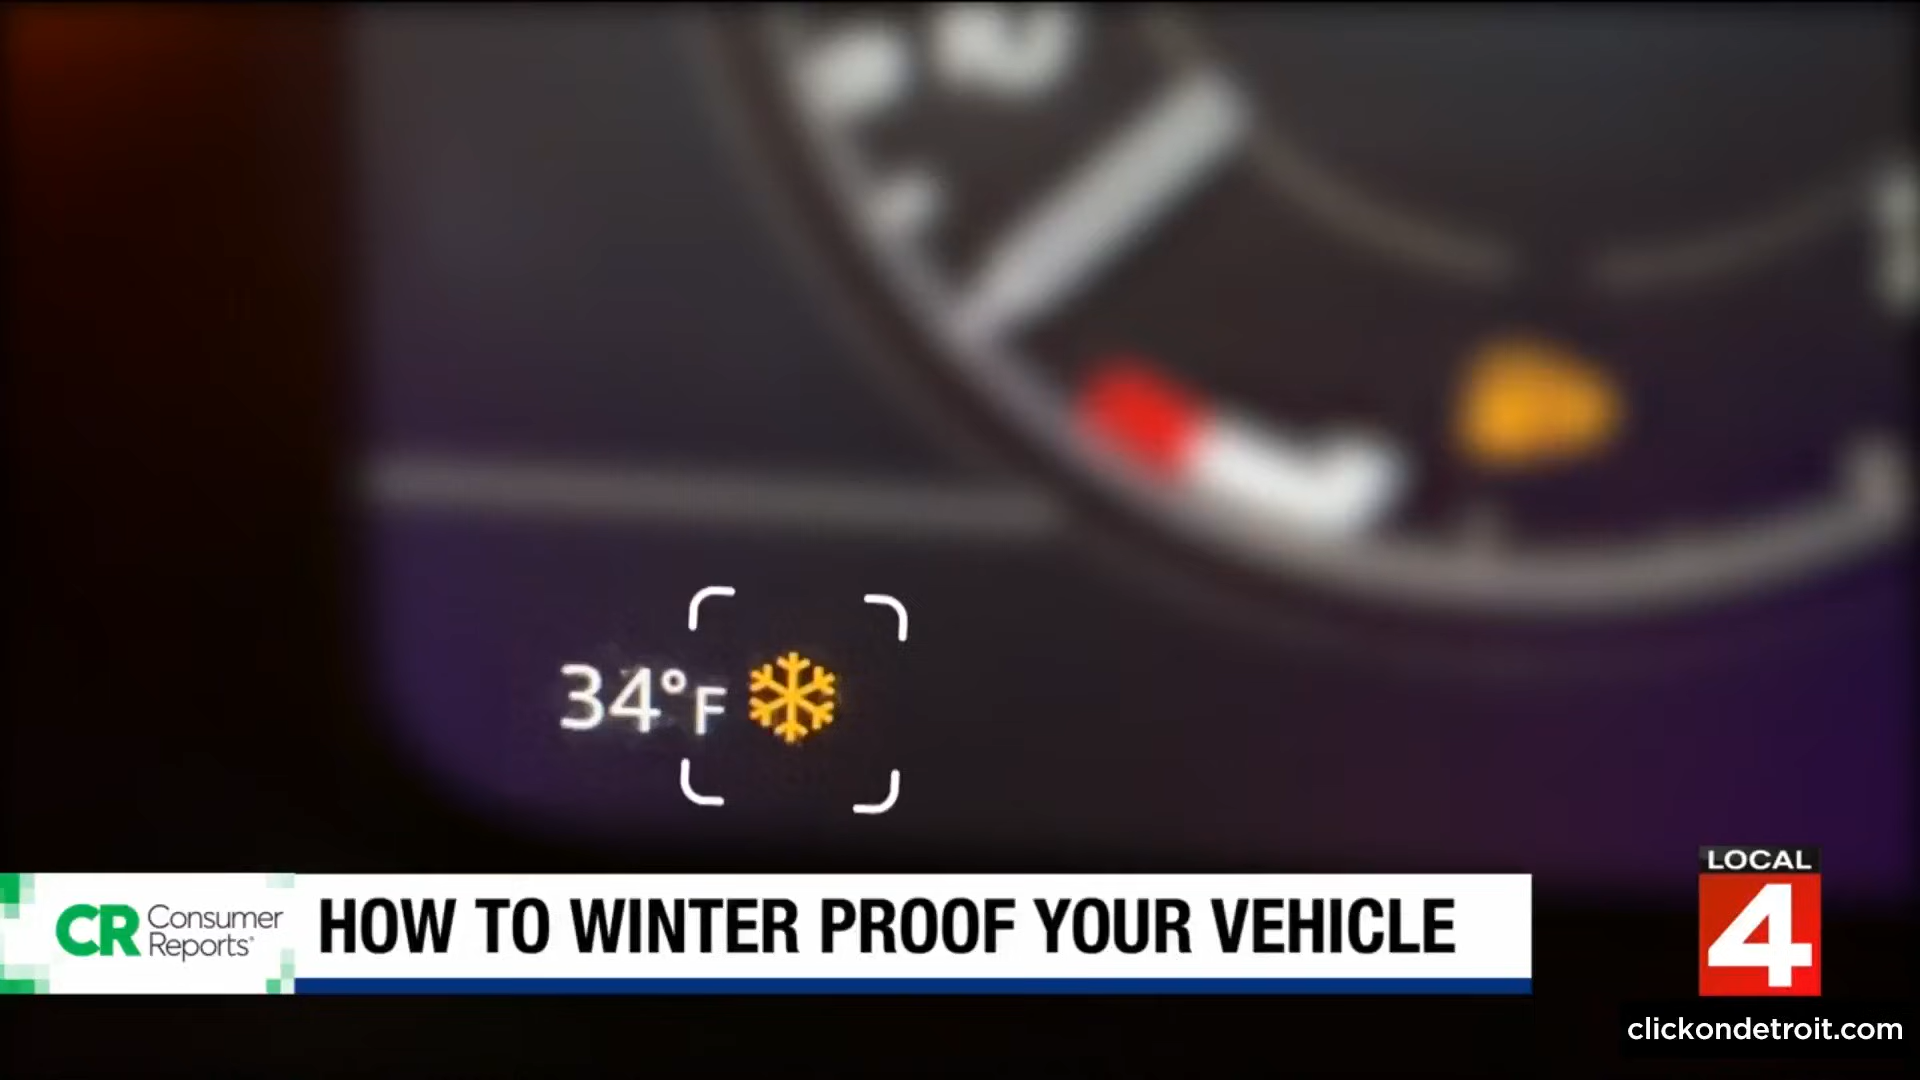 34°F
CR Consumer Reports®
HOW TO WINTER PROOF YOUR VEHICLE
LOCAL
4
clickondetroit.com